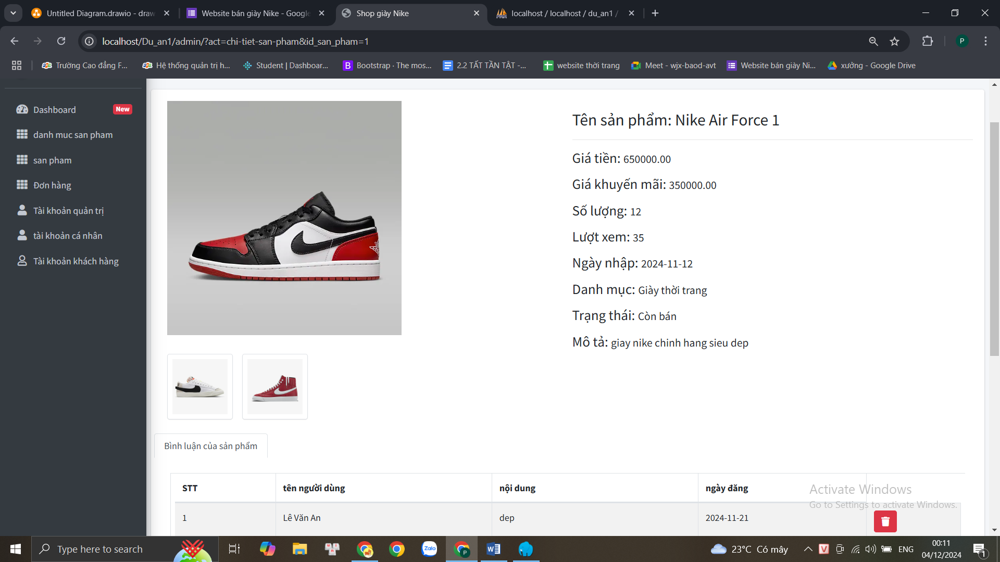 Untitled Diagram.drawio - draw
Website bán giày Nike - Google
Shop giày Nike
localhost / localhost / du_an1 /
localhost/Du_an1/admin/?act=chi-tiet-san-pham&id_san_pham=1
P
Trường Cao đẳng F...
Hệ thống quản trị h...
Student | Dashboar...
B
Bootstrap · The mos...
2.2 TẤT TẦN TẬT -...
website thời trang
Meet - wjx-baod-avt
Website bán giày Ni...
xưởng - Google Drive
Dashboard
New
danh muc san pham
san pham
Đơn hàng
Tài khoản quản trị
tài khoản cá nhân
Tài khoản khách hàng
Tên sản phẩm: Nike Air Force 1
Giá tiền: 650000.00
Giá khuyến mãi: 350000.00
Số lượng: 12
Lượt xem: 35
Ngày nhập: 2024-11-12
Danh mục: Giày thời trang
Trạng thái: Còn bán
Mô tả: giay nike chinh hang sieu dep
Bình luận của sản phẩm
STT
tên người dùng
nội dung
ngày đăng
1
Lê Văn An
dep
2024-11-21
Activate Windows
Go to Settings to activate Windows.
Type here to search
Zalo
P
W
23°C Có mây
V
ENG
00:11
04/12/2024
1